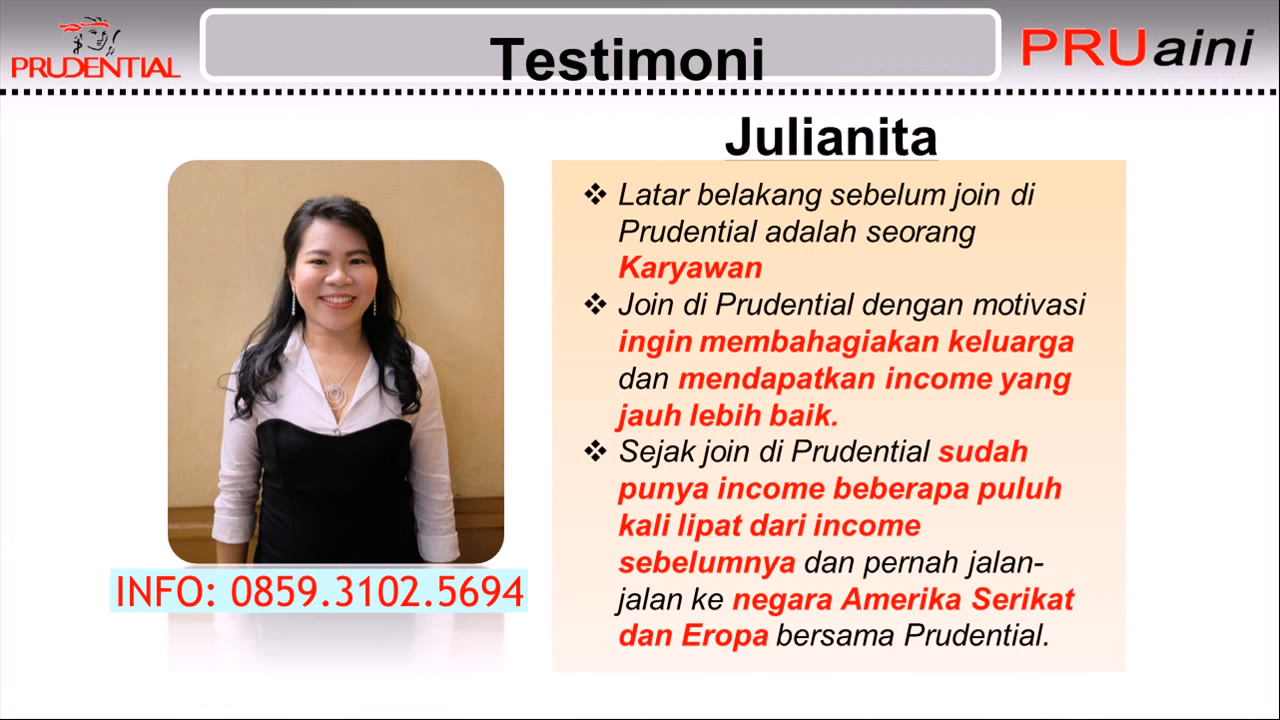 PRUDENTIAL
Testimoni
PRUaini
Julianita
❖ Latar belakang sebelum join di
Prudential adalah seorang
Karyawan
❖ Join di Prudential dengan motivasi
ingin membahagiakan keluarga
dan mendapatkan income yang
jauh lebih baik.
❖ Sejak join di Prudential sudah
punya income beberapa puluh
kali lipat dari income
sebelumnya dan pernah jalan-
jalan ke negara Amerika Serikat
dan Eropa bersama Prudential.
INFO: 0859.3102.5694